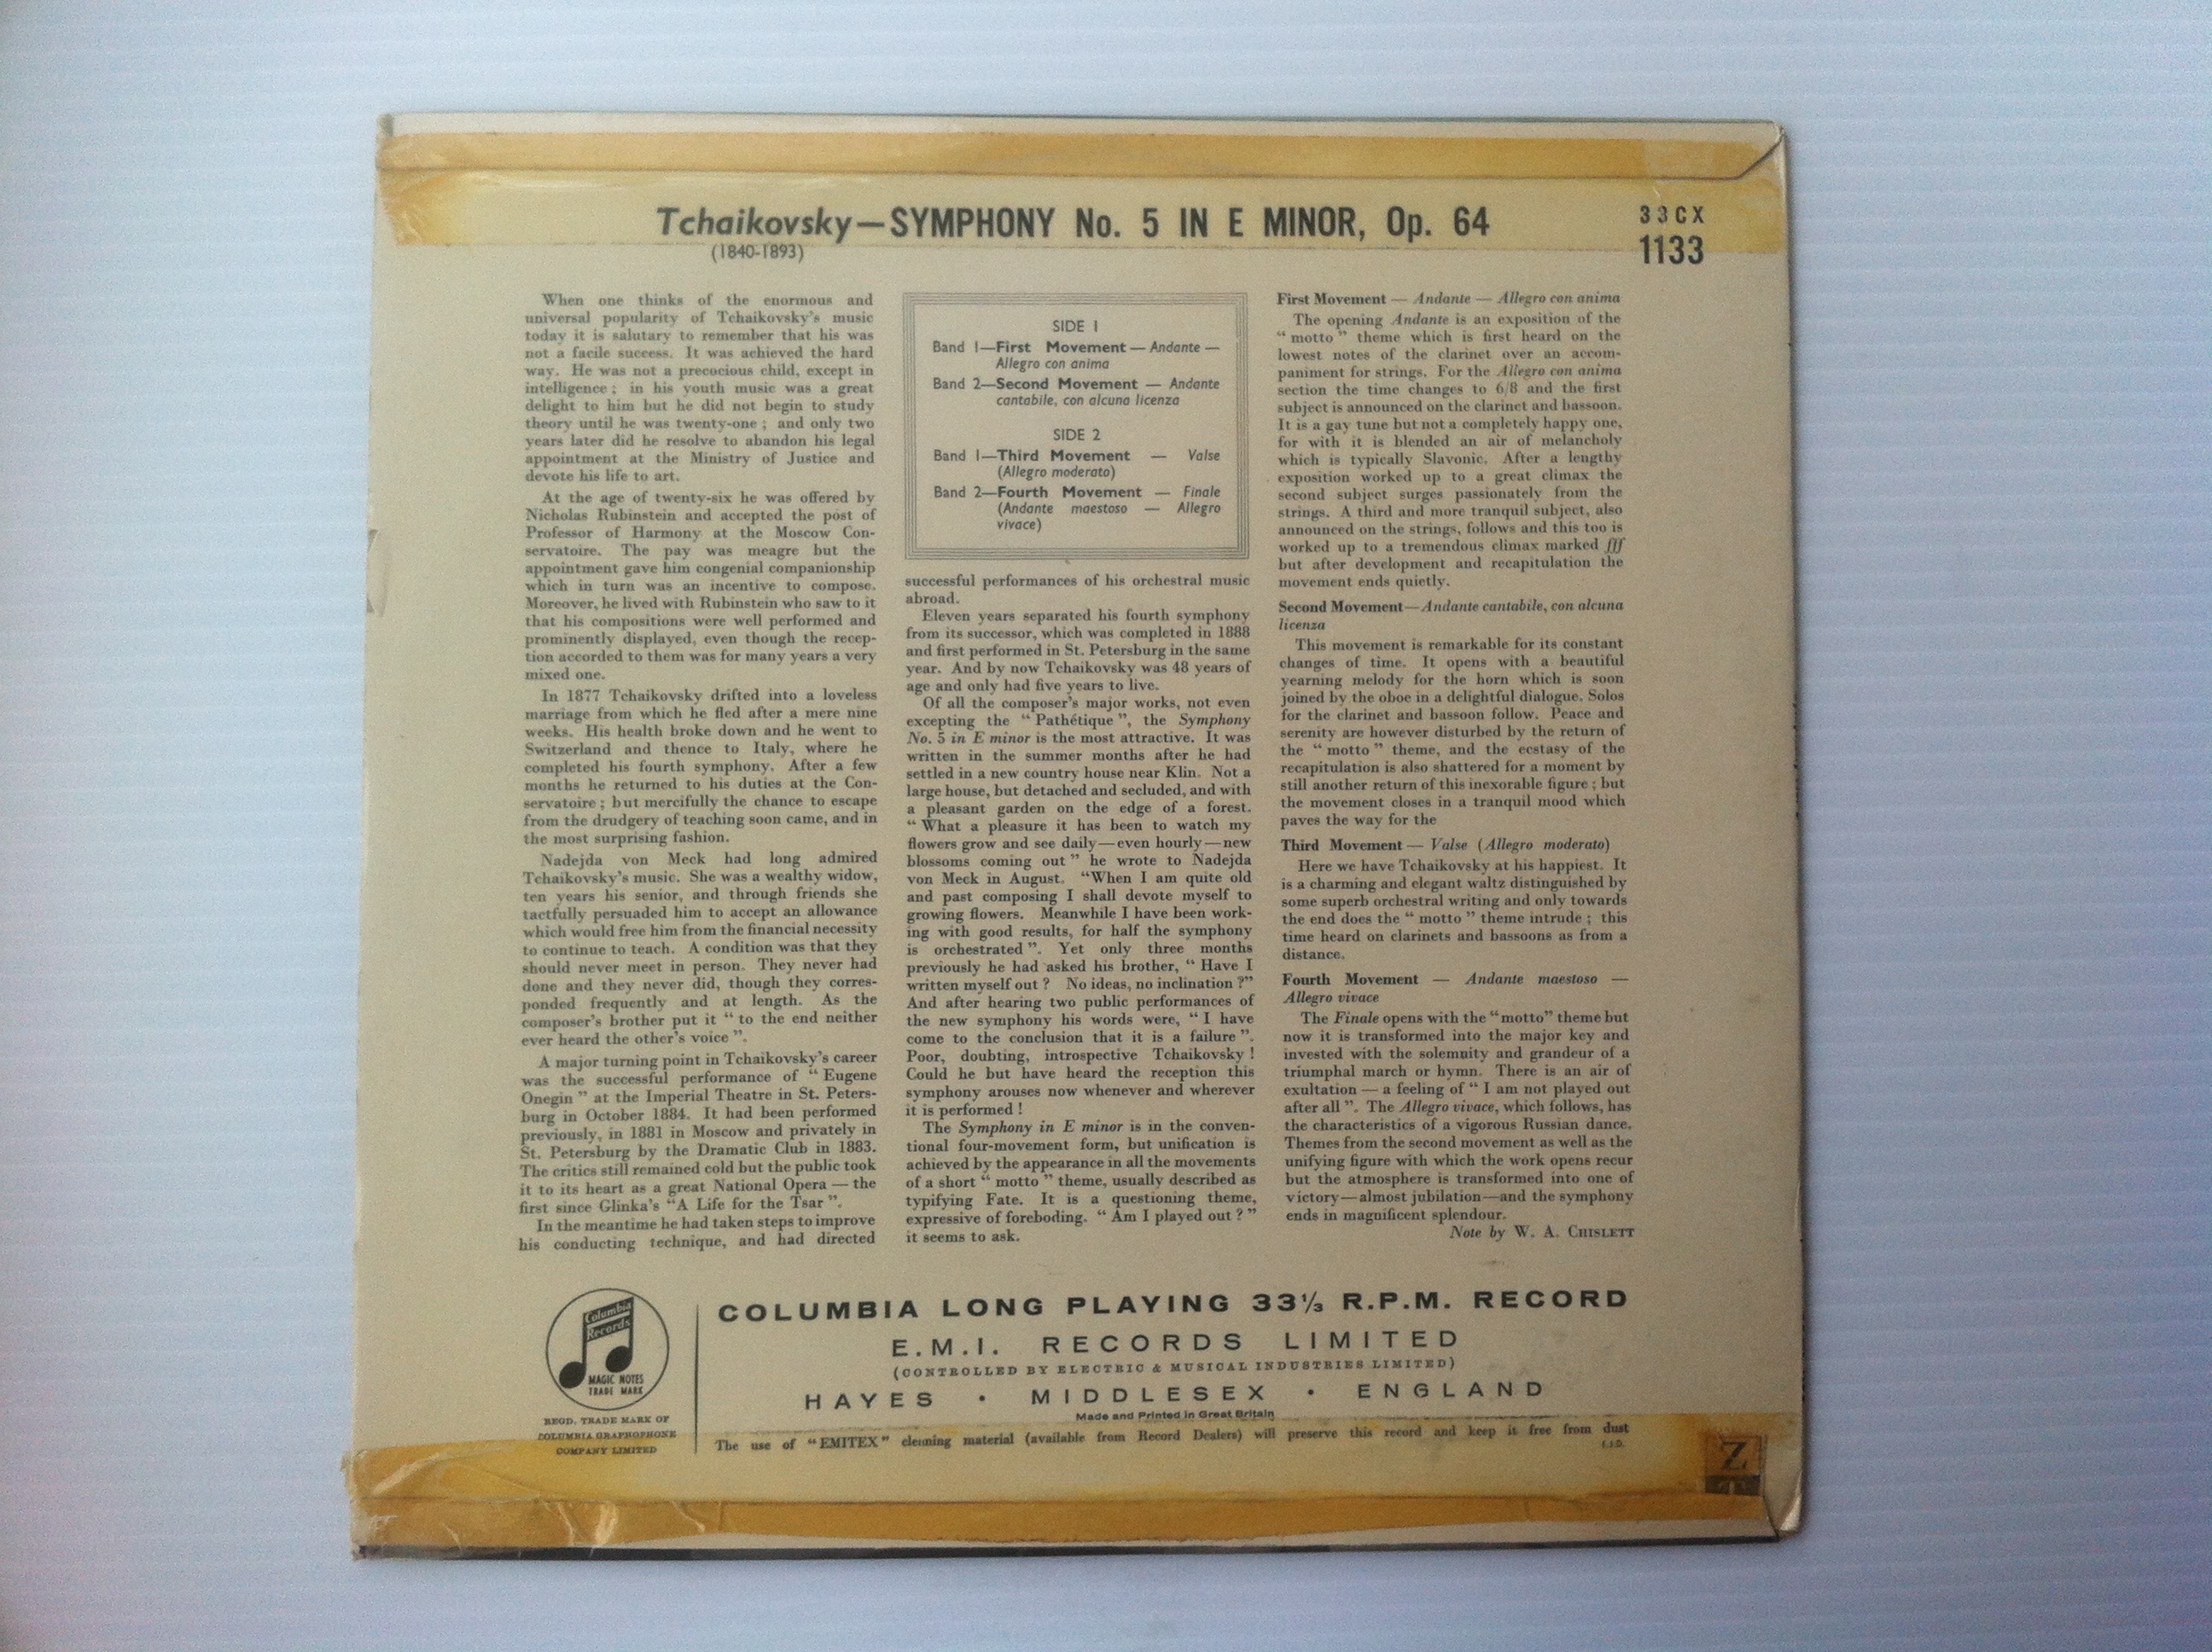 Tchaikovsky—SYMPHONY No. 5 IN E MINOR, Op. 64
(1840-1893)
33CX
1133
When one thinks of the enormous and
universal popularity of Tchaikovsky's music
today it is salutary to remember that his was
not a facile success. It was achieved the hard
way. He was not a precocious child, except in
intelligence ; in his youth music was a great
delight to him but he did not begin to study
theory until he was twenty-one ; and only two
years later did he resolve to abandon his legal
appointment at the Ministry of Justice and
devote his life to art.
At the age of twenty-six he was offered by
Nicholas Rubinstein and accepted the post of
Professor of Harmony at the Moscow Con-
servatoire. The pay was meagre but the
appointment gave him congenial companionship
which in turn was an incentive to compose.
Moreover, he lived with Rubinstein who saw to it
that his compositions were well performed and
prominently displayed, even though the recep-
tion accorded to them was for many years a very
mixed one.
In 1877 Tchaikovsky drifted into a loveless
marriage from which he fled after a mere nine
weeks. His health broke down and he went to
Switzerland and thence to Italy, where he
completed his fourth symphony. After a few
months he returned to his duties at the Con-
servatoire ; but mercifully the chance to escape
from the drudgery of teaching soon came, and in
the most surprising fashion.
Nadejda von Meck had long admired
Tchaikovsky's music. She was a wealthy widow,
ten years his senior, and through friends she
tactfully persuaded him to accept an allowance
which would free him from the financial necessity
to continue to teach. A condition was that they
should never meet in person. They never had
done and they never did, though they corres-
ponded frequently and at length. As the
composer's brother put it “ to the end neither
ever heard the other's voice ”.
A major turning point in Tchaikovsky's career
was the successful performance of “ Eugene
Onegin ” at the Imperial Theatre in St. Peters-
burg in October 1884. It had been performed
previously, in 1881 in Moscow and privately in
St. Petersburg by the Dramatic Club in 1883.
The critics still remained cold but the public took
it to its heart as a great National Opera — the
first since Glinka's “A Life for the Tsar ”.
In the meantime he had taken steps to improve
his conducting technique, and had directed
SIDE 1
Band 1—First Movement — Andante —
Allegro con anima
Band 2—Second Movement — Andante
cantabile, con alcuna licenza
SIDE 2
Band 1—Third Movement — Valse
(Allegro moderato)
Band 2—Fourth Movement — Finale
(Andante maestoso — Allegro
vivace)
successful performances of his orchestral music
abroad.
Eleven years separated his fourth symphony
from its successor, which was completed in 1888
and first performed in St. Petersburg in the same
year. And by now Tchaikovsky was 48 years of
age and only had five years to live.
Of all the composer's major works, not even
excepting the “ Pathétique ”, the Symphony
No. 5 in E minor is the most attractive. It was
written in the summer months after he had
settled in a new country house near Klin. Not a
large house, but detached and secluded, and with
a pleasant garden on the edge of a forest.
“ What a pleasure it has been to watch my
flowers grow and see daily—even hourly—new
blossoms coming out ” he wrote to Nadejda
von Meck in August. “When I am quite old
and past composing I shall devote myself to
growing flowers. Meanwhile I have been work-
ing with good results, for half the symphony
is orchestrated ”. Yet only three months
previously he had asked his brother, “ Have I
written myself out ? No ideas, no inclination ?”
And after hearing two public performances of
the new symphony his words were, “ I have
come to the conclusion that it is a failure ”.
Poor, doubting, introspective Tchaikovsky !
Could he but have heard the reception this
symphony arouses now whenever and wherever
it is performed !
The Symphony in E minor is in the conven-
tional four-movement form, but unification is
achieved by the appearance in all the movements
of a short “ motto ” theme, usually described as
typifying Fate. It is a questioning theme,
expressive of foreboding. “ Am I played out ? ”
it seems to ask.
First Movement — Andante — Allegro con anima
The opening Andante is an exposition of the
“ motto ” theme which is first heard on the
lowest notes of the clarinet over an accom-
paniment for strings. For the Allegro con anima
section the time changes to 6/8 and the first
subject is announced on the clarinet and bassoon.
It is a gay tune but not a completely happy one,
for with it is blended an air of melancholy
which is typically Slavonic. After a lengthy
exposition worked up to a great climax the
second subject surges passionately from the
strings. A third and more tranquil subject, also
announced on the strings, follows and this too is
worked up to a tremendous climax marked fff
but after development and recapitulation the
movement ends quietly.
Second Movement—Andante cantabile, con alcuna
licenza
This movement is remarkable for its constant
changes of time. It opens with a beautiful
yearning melody for the horn which is soon
joined by the oboe in a delightful dialogue. Solos
for the clarinet and bassoon follow. Peace and
serenity are however disturbed by the return of
the “ motto ” theme, and the ecstasy of the
recapitulation is also shattered for a moment by
still another return of this inexorable figure ; but
the movement closes in a tranquil mood which
paves the way for the
Third Movement — Valse (Allegro moderato)
Here we have Tchaikovsky at his happiest. It
is a charming and elegant waltz distinguished by
some superb orchestral writing and only towards
the end does the “ motto ” theme intrude ; this
time heard on clarinets and bassoons as from a
distance.
Fourth Movement — Andante maestoso —
Allegro vivace
The Finale opens with the “motto” theme but
now it is transformed into the major key and
invested with the solemnity and grandeur of a
triumphal march or hymn. There is an air of
exultation — a feeling of “ I am not played out
after all ”. The Allegro vivace, which follows, has
the characteristics of a vigorous Russian dance.
Themes from the second movement as well as the
unifying figure with which the work opens recur
but the atmosphere is transformed into one of
victory—almost jubilation—and the symphony
ends in magnificent splendour.
Note by W. A. CHISLETT
Columbia
Records
MAGIC NOTES
TRADE MARK
REGD. TRADE MARK OF
COLUMBIA GRAPHOPHONE
COMPANY LIMITED
COLUMBIA LONG PLAYING 33⅓ R.P.M. RECORD
E.M.I. RECORDS LIMITED
(CONTROLLED BY ELECTRIC & MUSICAL INDUSTRIES LIMITED)
HAYES • MIDDLESEX • ENGLAND
Made and Printed in Great Britain
The use of “EMITEX” cleaning material (available from Record Dealers) will preserve this record and keep it free from dust
Z